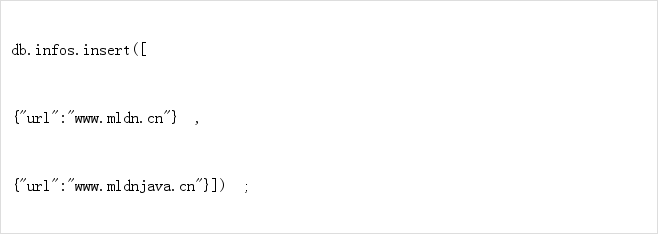 db.infos.insert([
{"url":"www.mldn.cn"} ,
{"url":"www.mldnjava.cn"}]) ;